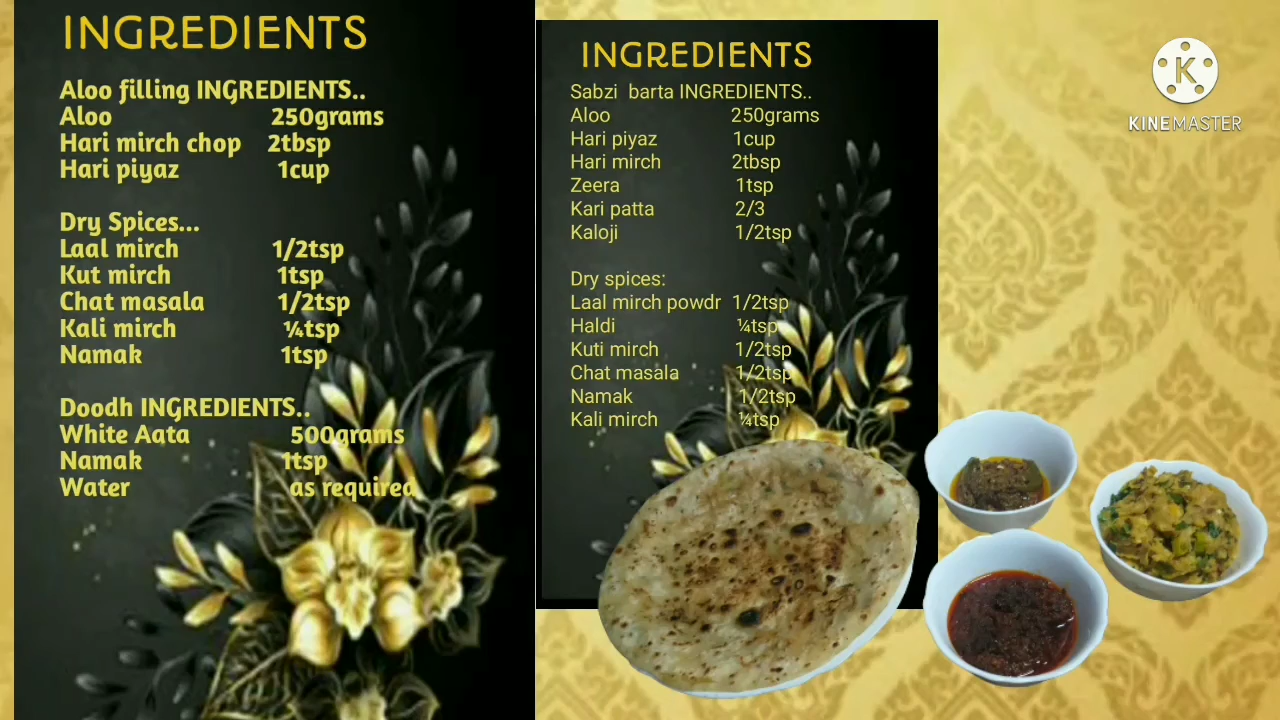 INGREDIENTS
Aloo filling INGREDIENTS..
Aloo 250grams
Hari mirch chop 2tbsp
Hari piyaz 1cup
Dry Spices...
Laal mirch 1/2tsp
Kut mirch 1tsp
Chat masala 1/2tsp
Kali mirch ¼tsp
Namak 1tsp
Doodh INGREDIENTS..
White Aata 500grams
Namak 1tsp
Water as required
INGREDIENTS
Sabzi barta INGREDIENTS..
Aloo 250grams
Hari piyaz 1cup
Hari mirch 2tbsp
Zeera 1tsp
Kari patta 2/3
Kaloji 1/2tsp
Dry spices:
Laal mirch powdr 1/2tsp
Haldi ¼tsp
Kuti mirch 1/2tsp
Chat masala 1/2tsp
Namak 1/2tsp
Kali mirch ¼tsp
K
KINEMASTER